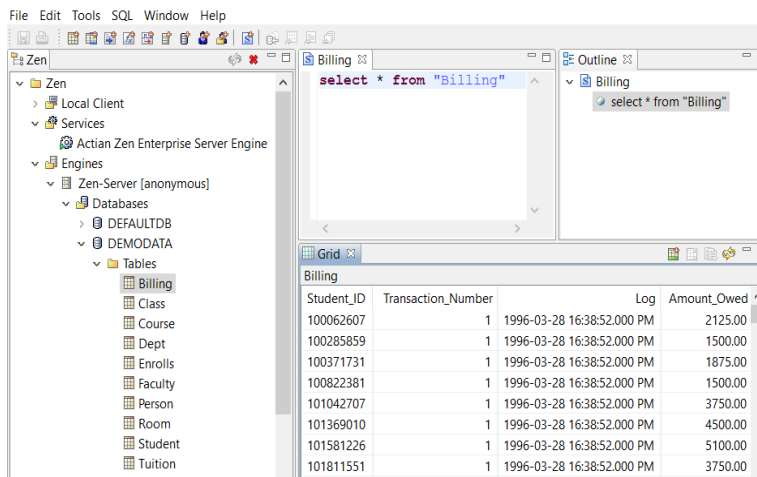 File Edit Tools SQL Window Help
Zen
Zen
Local Client
Services
Actian Zen Enterprise Server Engine
Engines
Zen-Server [anonymous]
Databases
DEFAULTDB
DEMODATA
Tables
Billing
Class
Course
Dept
Enrolls
Faculty
Person
Room
Student
Tuition
Billing
select * from "Billing"
Outline
Billing
select * from "Billing"
Grid
Billing
Student_ID Transaction_Number Log Amount_Owed
100062607 1 1996-03-28 16:38:52.000 PM 2125.00
100285859 1 1996-03-28 16:38:52.000 PM 1500.00
100371731 1 1996-03-28 16:38:52.000 PM 1875.00
100822381 1 1996-03-28 16:38:52.000 PM 1500.00
101042707 1 1996-03-28 16:38:52.000 PM 3750.00
101369010 1 1996-03-28 16:38:52.000 PM 4500.00
101581226 1 1996-03-28 16:38:52.000 PM 5100.00
101811551 1 1996-03-28 16:38:52.000 PM 3750.00